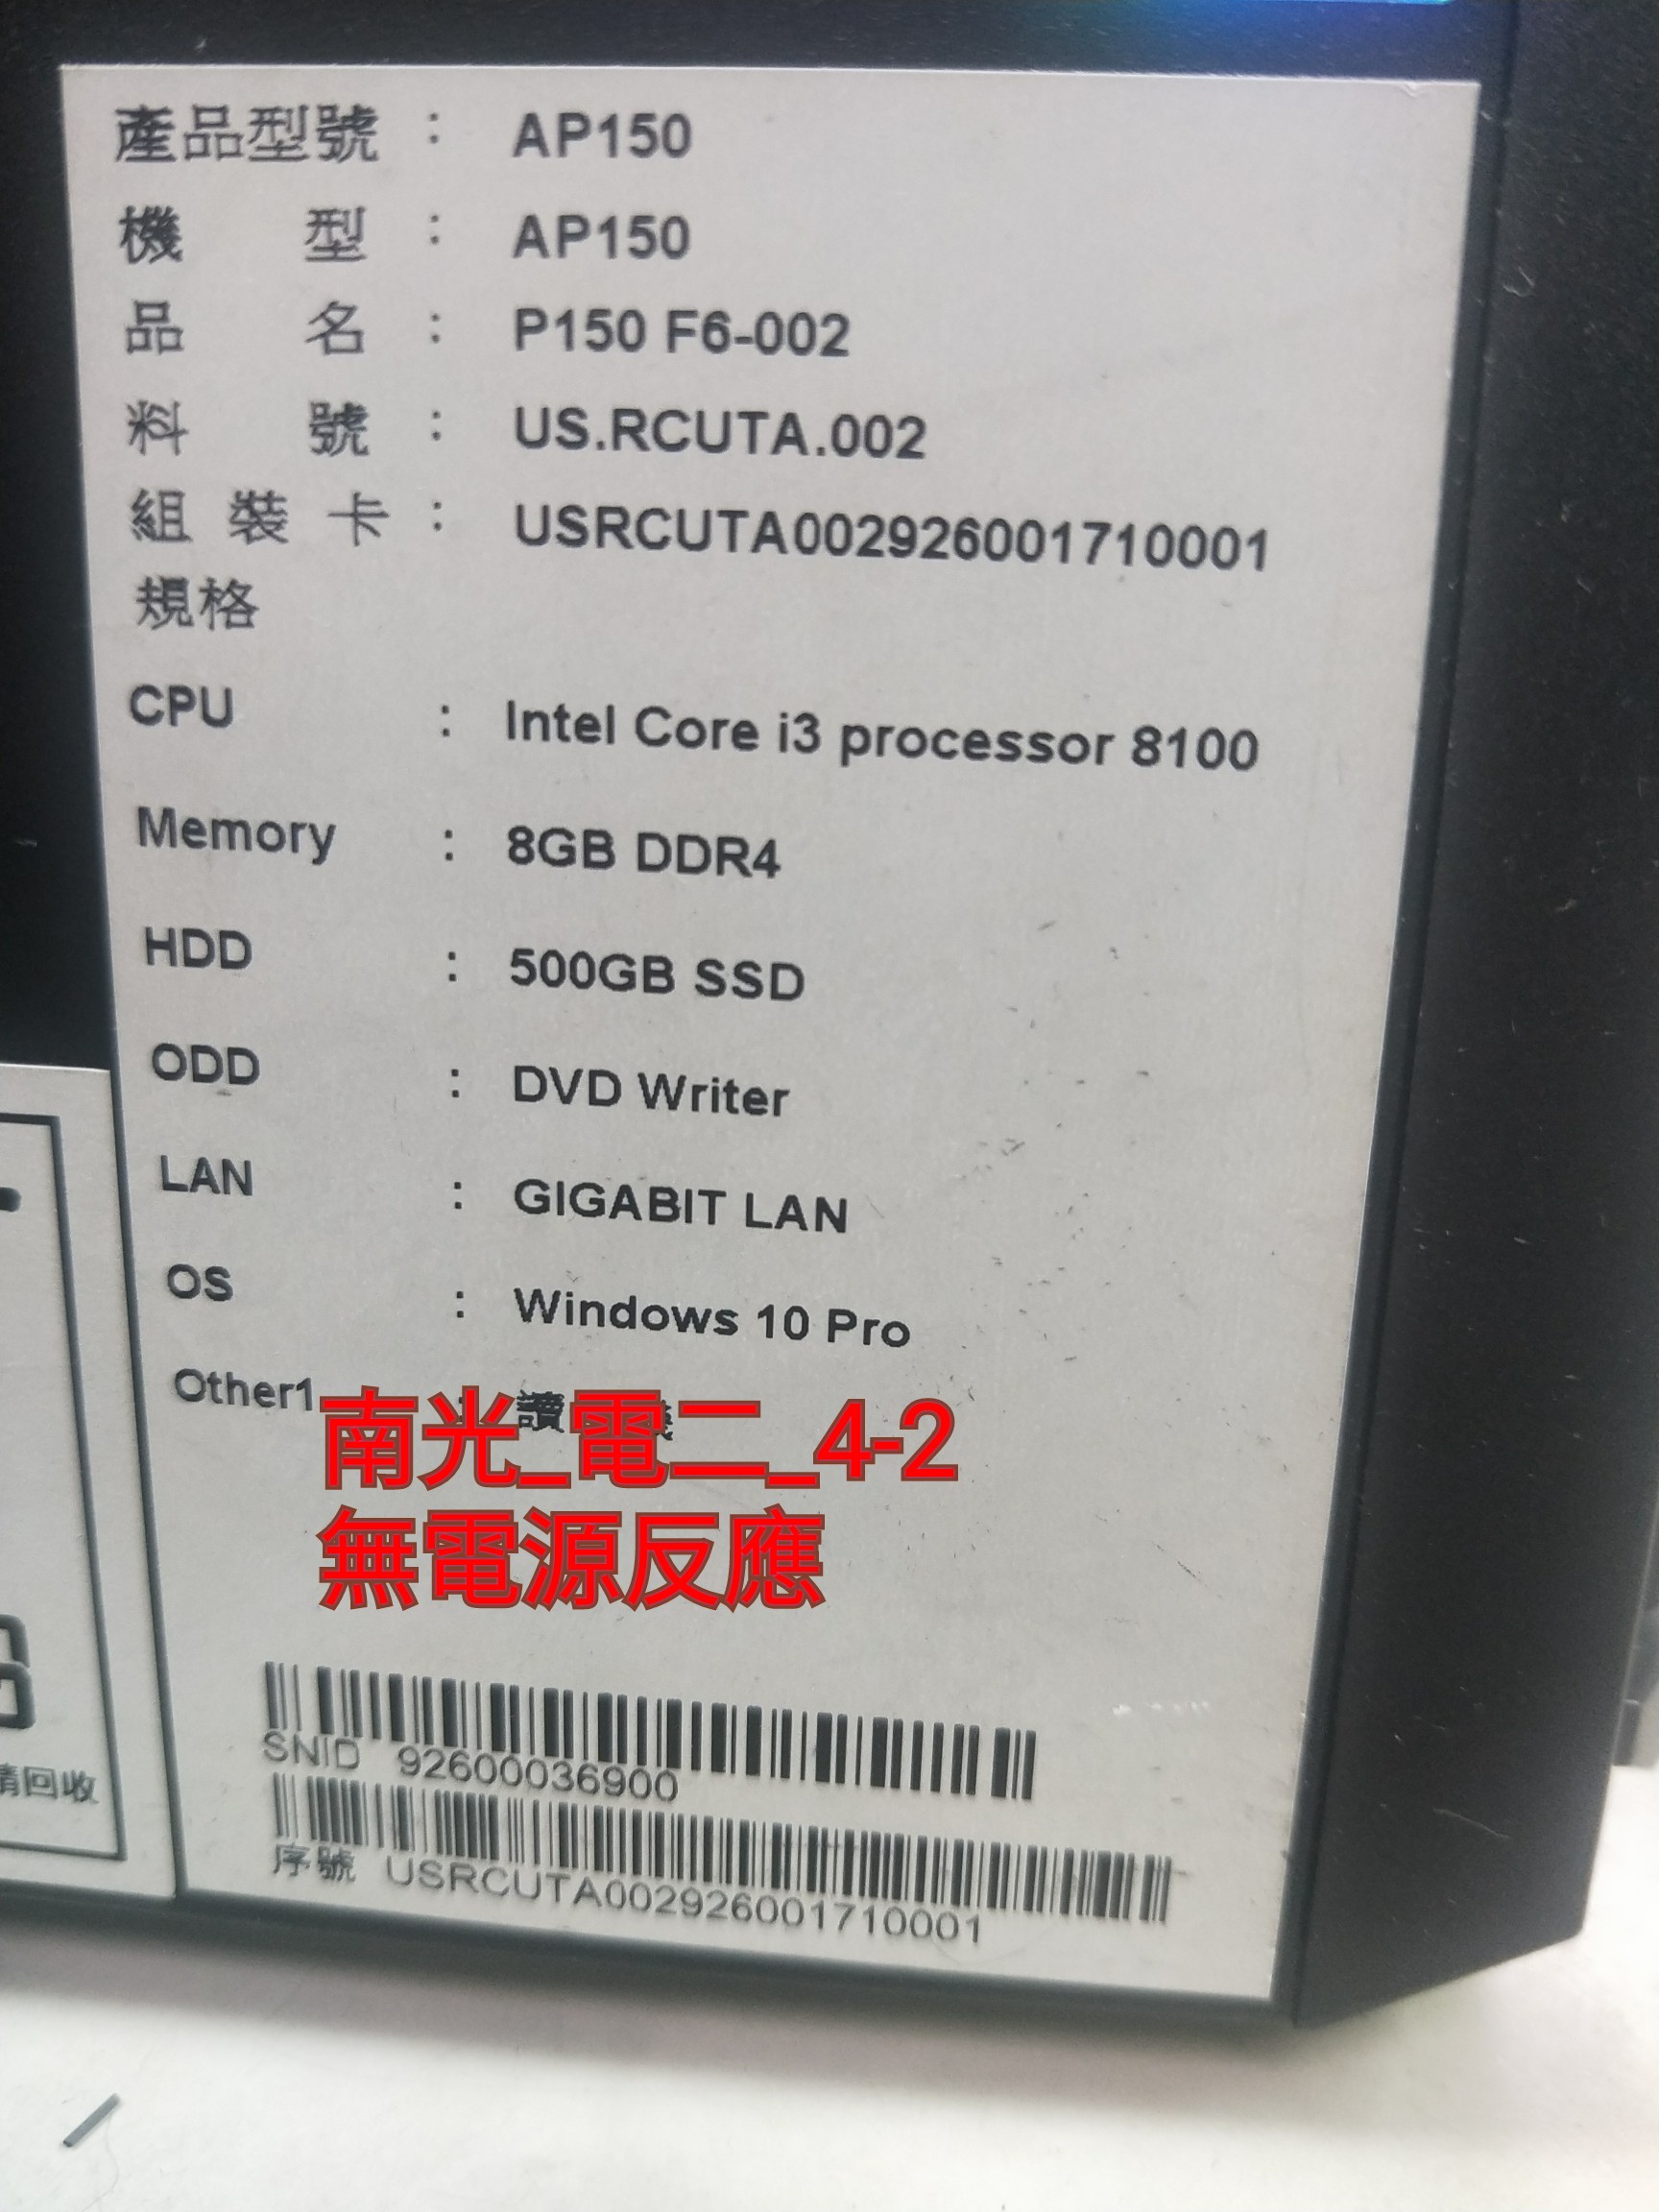 產品型號 : AP150
機型 : AP150
品名 : P150 F6-002
料號 : US.RCUTA.002
組裝卡 : USRCUTA002926001710001
規格
CPU : Intel Core i3 processor 8100
Memory : 8GB DDR4
HDD : 500GB SSD
ODD : DVD Writer
LAN : GIGABIT LAN
OS : Windows 10 Pro
Other1 讀
南光_電二_4-2
無電源反應
SNID 92600036900
回收
序號 USRCUTA002926001710001